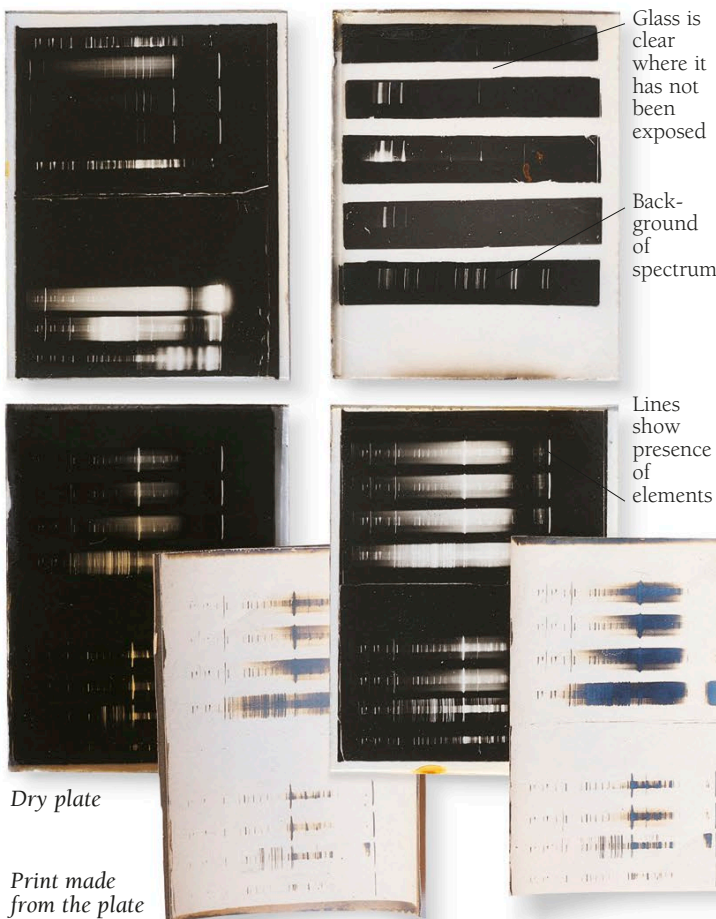 Glass is
clear
where it
has not
been
exposed
Back-
ground
of
spectrum
Lines
show
presence
of
elements
Dry plate
Print made
from the plate